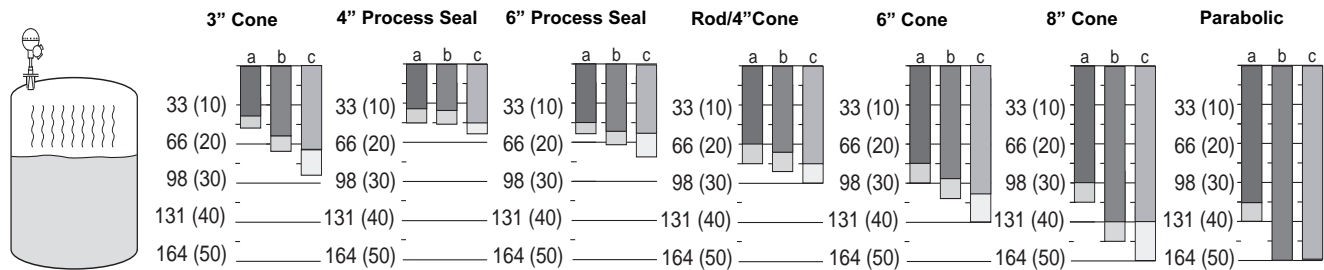 3” Cone 4” Process Seal 6” Process Seal Rod/4”Cone 6” Cone 8” Cone Parabolic
a b c a b c a b c a b c a b c a b c a b c
33 (10) 33 (10) 33 (10) 33 (10) 33 (10) 33 (10) 33 (10)
66 (20) 66 (20) 66 (20) 66 (20) 66 (20) 66 (20) 66 (20)
98 (30) 98 (30) 98 (30) 98 (30) 98 (30) 98 (30) 98 (30)
131 (40) 131 (40) 131 (40) 131 (40) 131 (40) 131 (40) 131 (40)
164 (50) 164 (50) 164 (50) 164 (50) 164 (50) 164 (50) 164 (50)